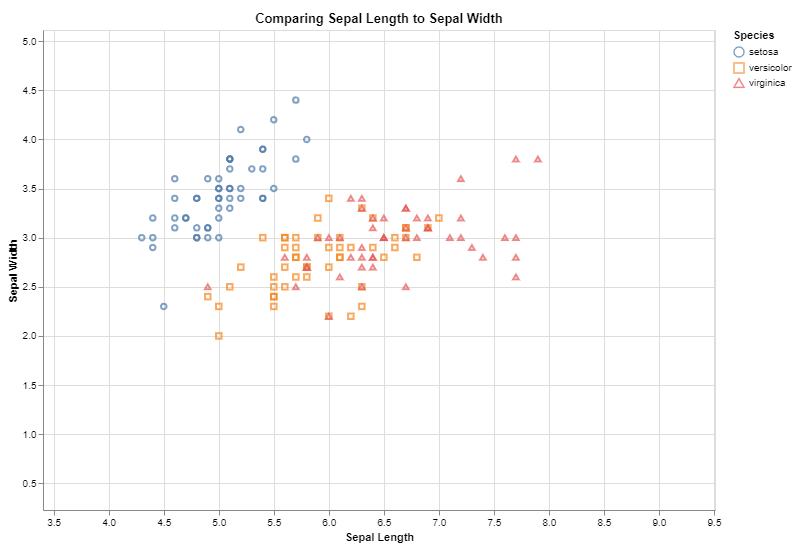 Comparing Sepal Length to Sepal Width
Species
setosa
versicolor
virginica
5.0
4.5
4.0
3.5
3.0
2.5
2.0
1.5
1.0
0.5
Sepal Width
3.5 4.0 4.5 5.0 5.5 6.0 6.5 7.0 7.5 8.0 8.5 9.0 9.5
Sepal Length